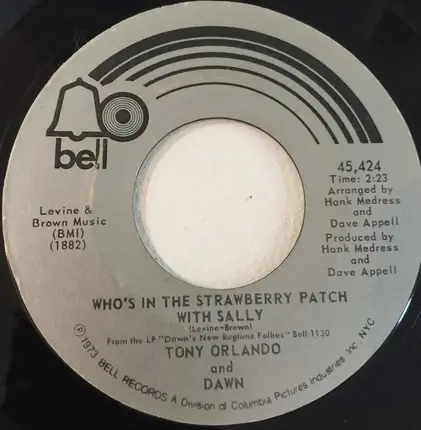 bell
45,424
Time: 2:23
Arranged by
Hank Medress
and
Dave Appell
Produced by
Hank Medress
and
Dave Appell
Levine &
Brown Music
(BMI)
(1882)
WHO'S IN THE STRAWBERRY PATCH
WITH SALLY
(Levine-Brown)
From the LP "Dawn's New Ragtime Follies" Bell 1130
TONY ORLANDO
and
DAWN
Ⓟ1973 BELL RECORDS A Division of Columbia Pictures Industries, Inc. NYC